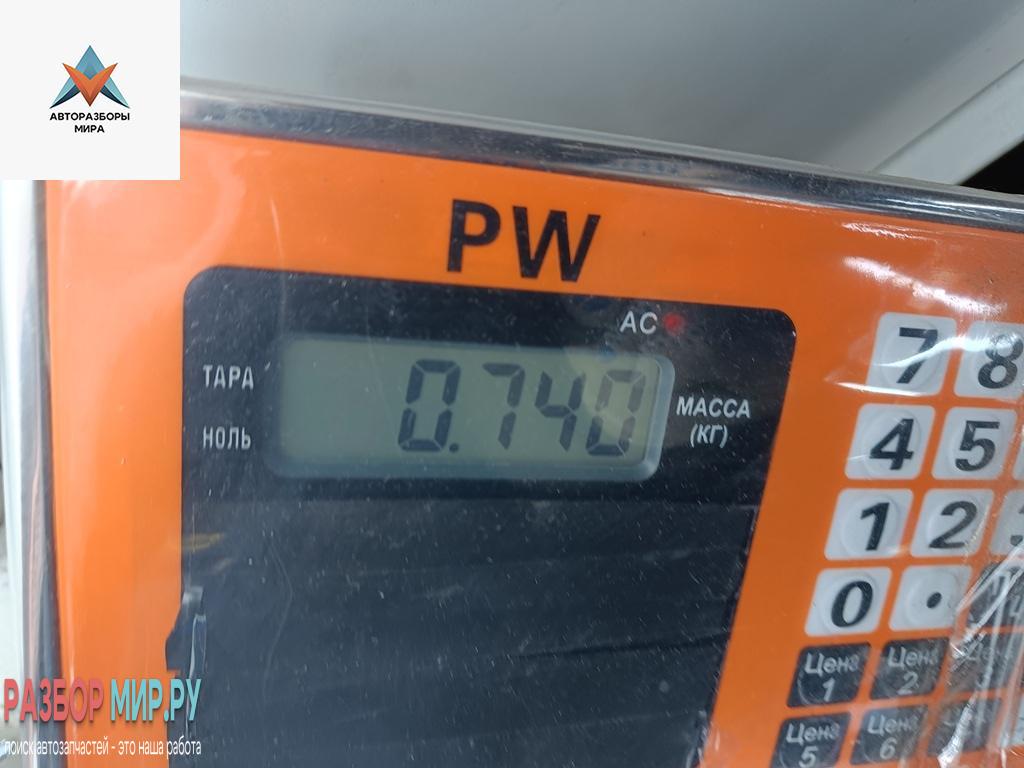 АВТОРАЗБОРЫ
МИРА
PW
AC
ТАРА
0.740
МАССА
(КГ)
НОЛЬ
7 8
4 5
1 2
0 .
Цена
1
Цена
2
Цена
5
Цена
6
РАЗБОР МИР.РУ
поиск автозапчастей - это наша работа